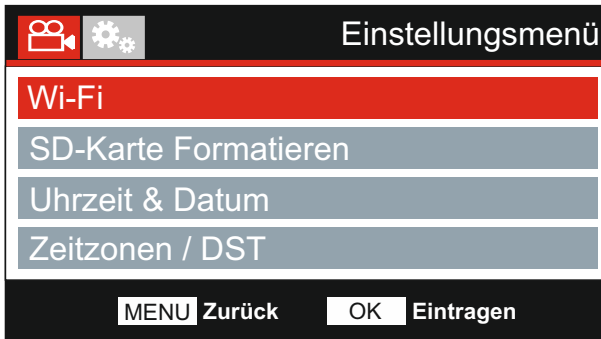 Einstellungsmenü
Wi-Fi
SD-Karte Formatieren
Uhrzeit & Datum
Zeitzonen / DST
MENU Zurück OK Eintragen